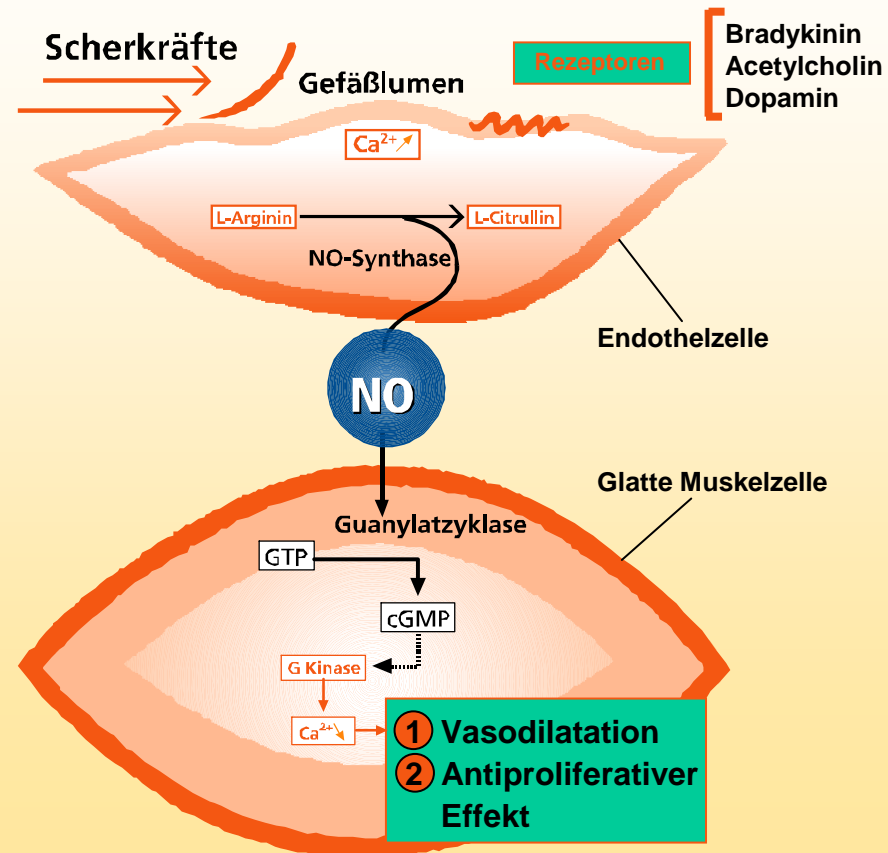 Scherkräfte
Gefäßlumen
Rezeptoren
Bradykinin
Acetylcholin
Dopamin
Ca²⁺↗
L-Arginin
L-Citrullin
NO-Synthase
Endothelzelle
NO
Glatte Muskelzelle
Guanylatzyklase
GTP
cGMP
G Kinase
Ca²⁺↘
1 Vasodilatation
2 Antiproliferativer
Effekt